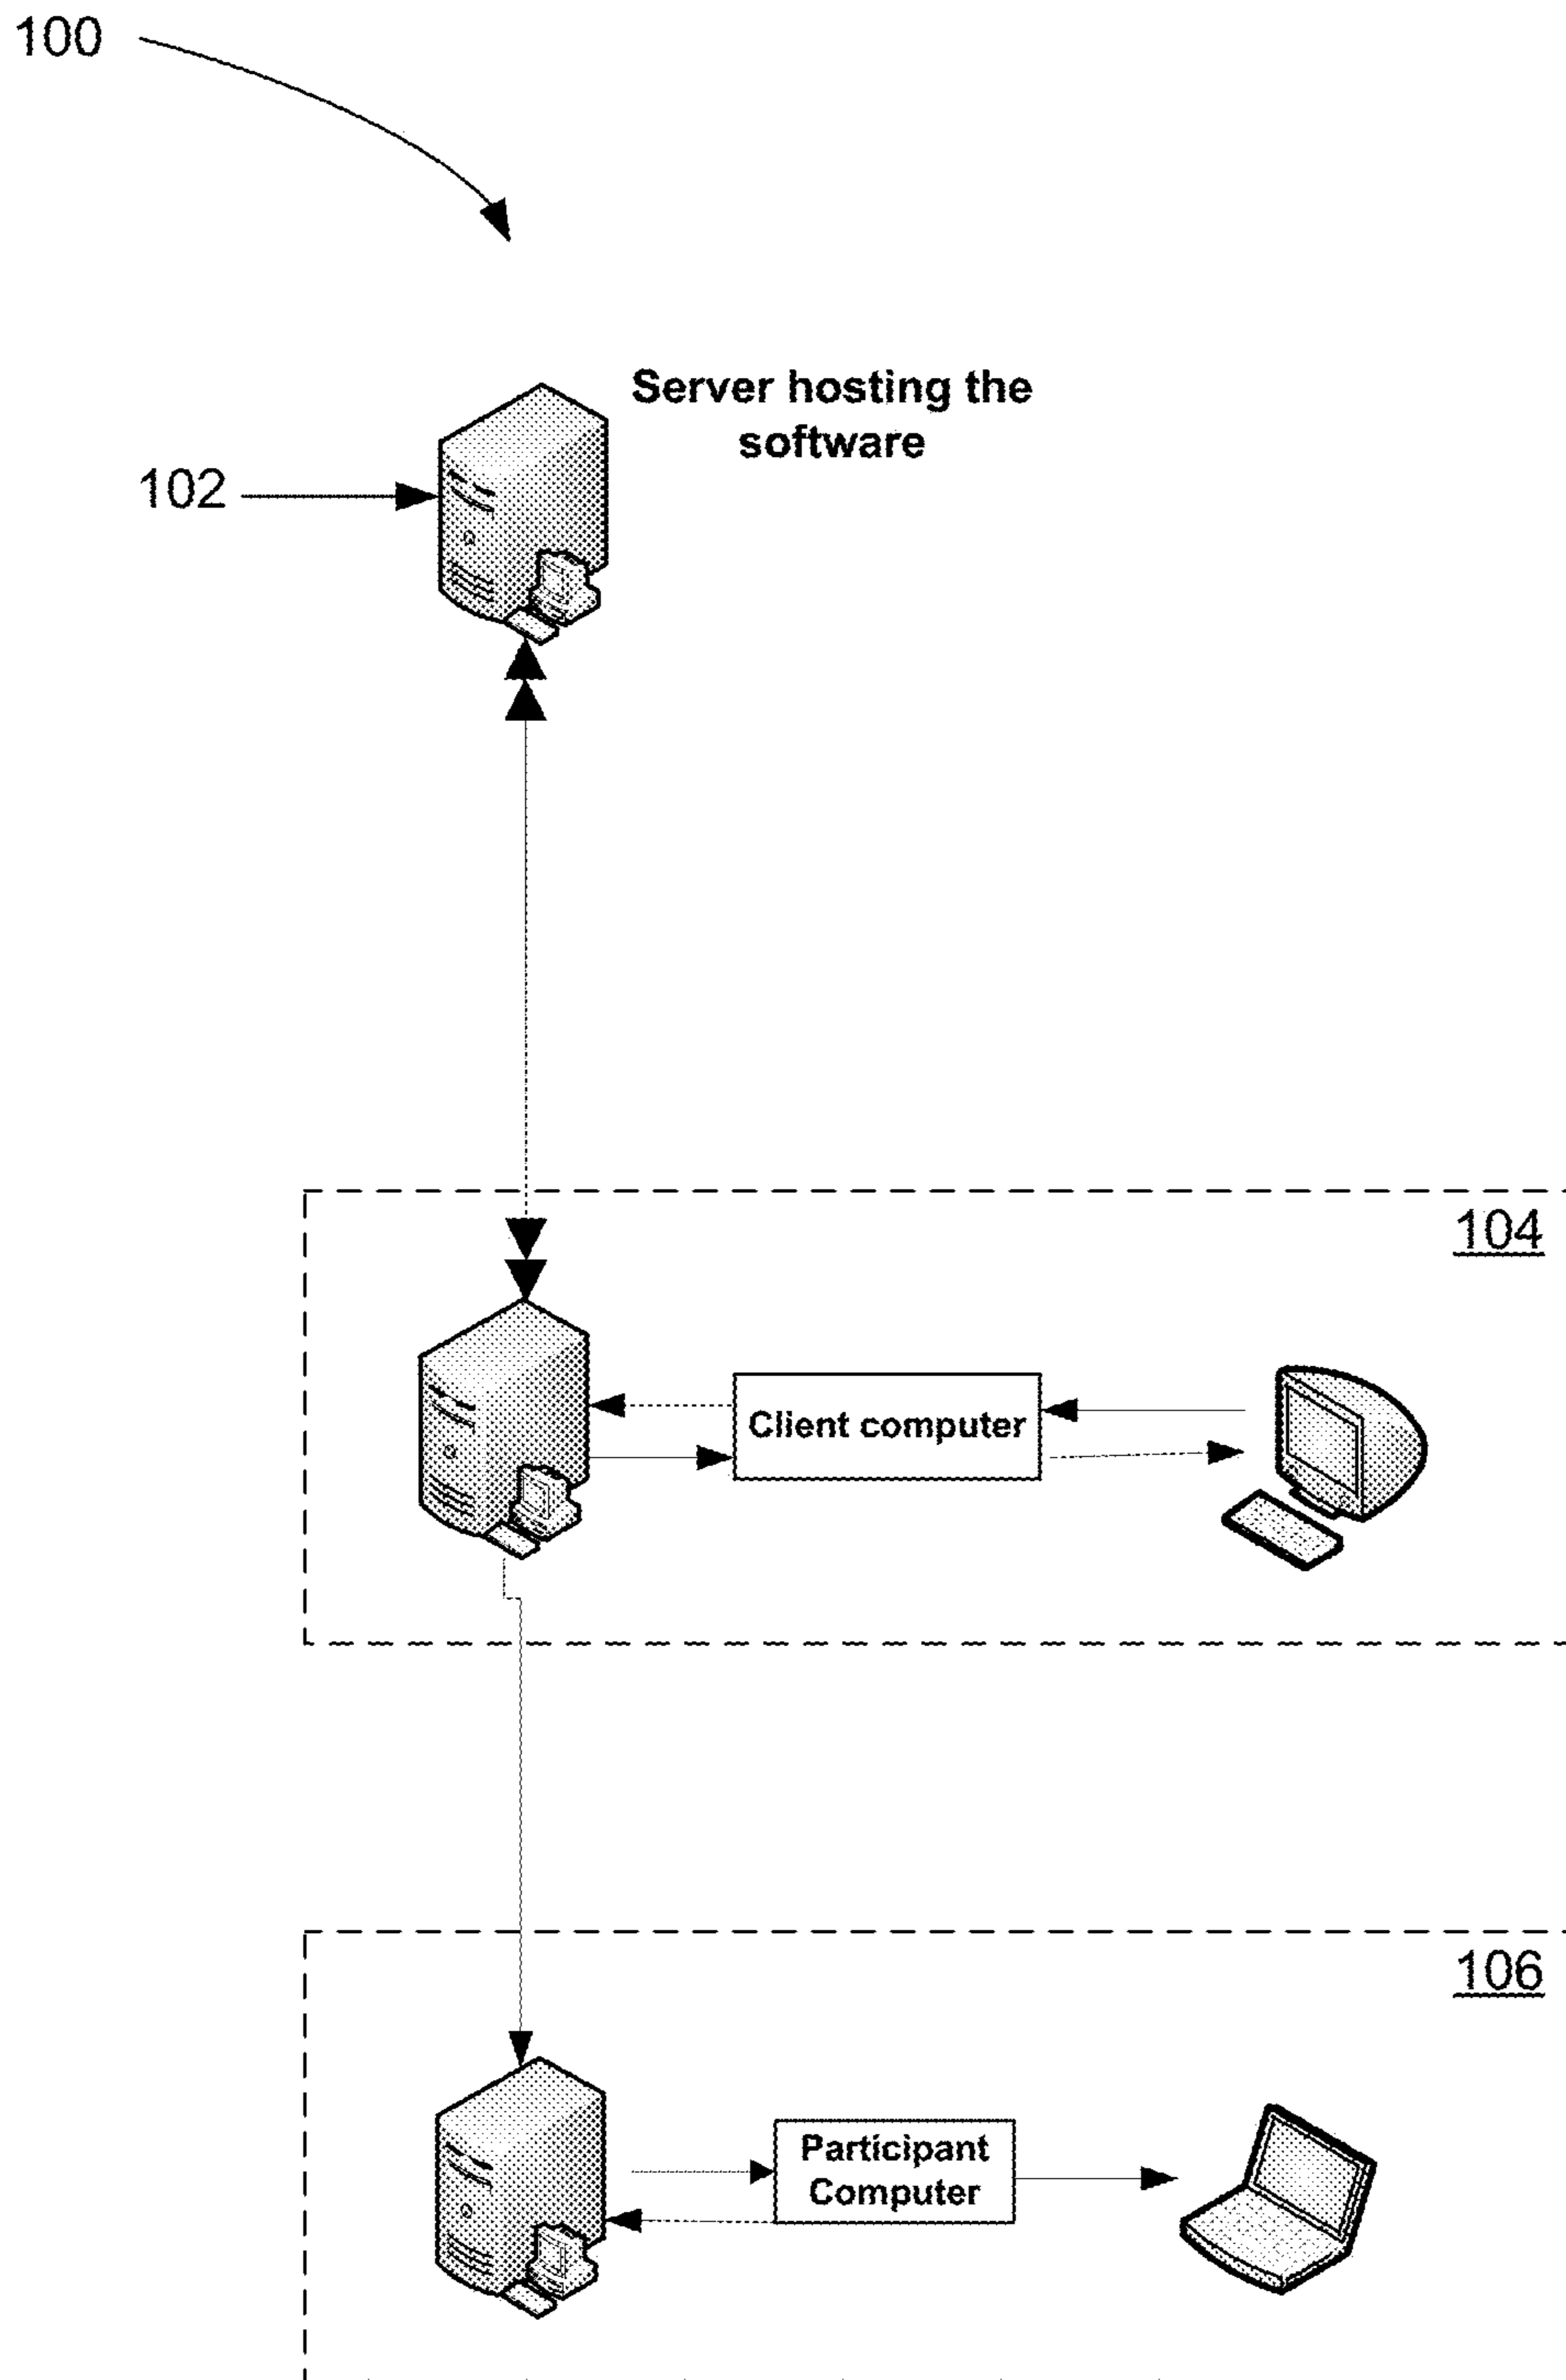 100
Server hosting the
software
102
104
Client computer
106
Participant
Computer